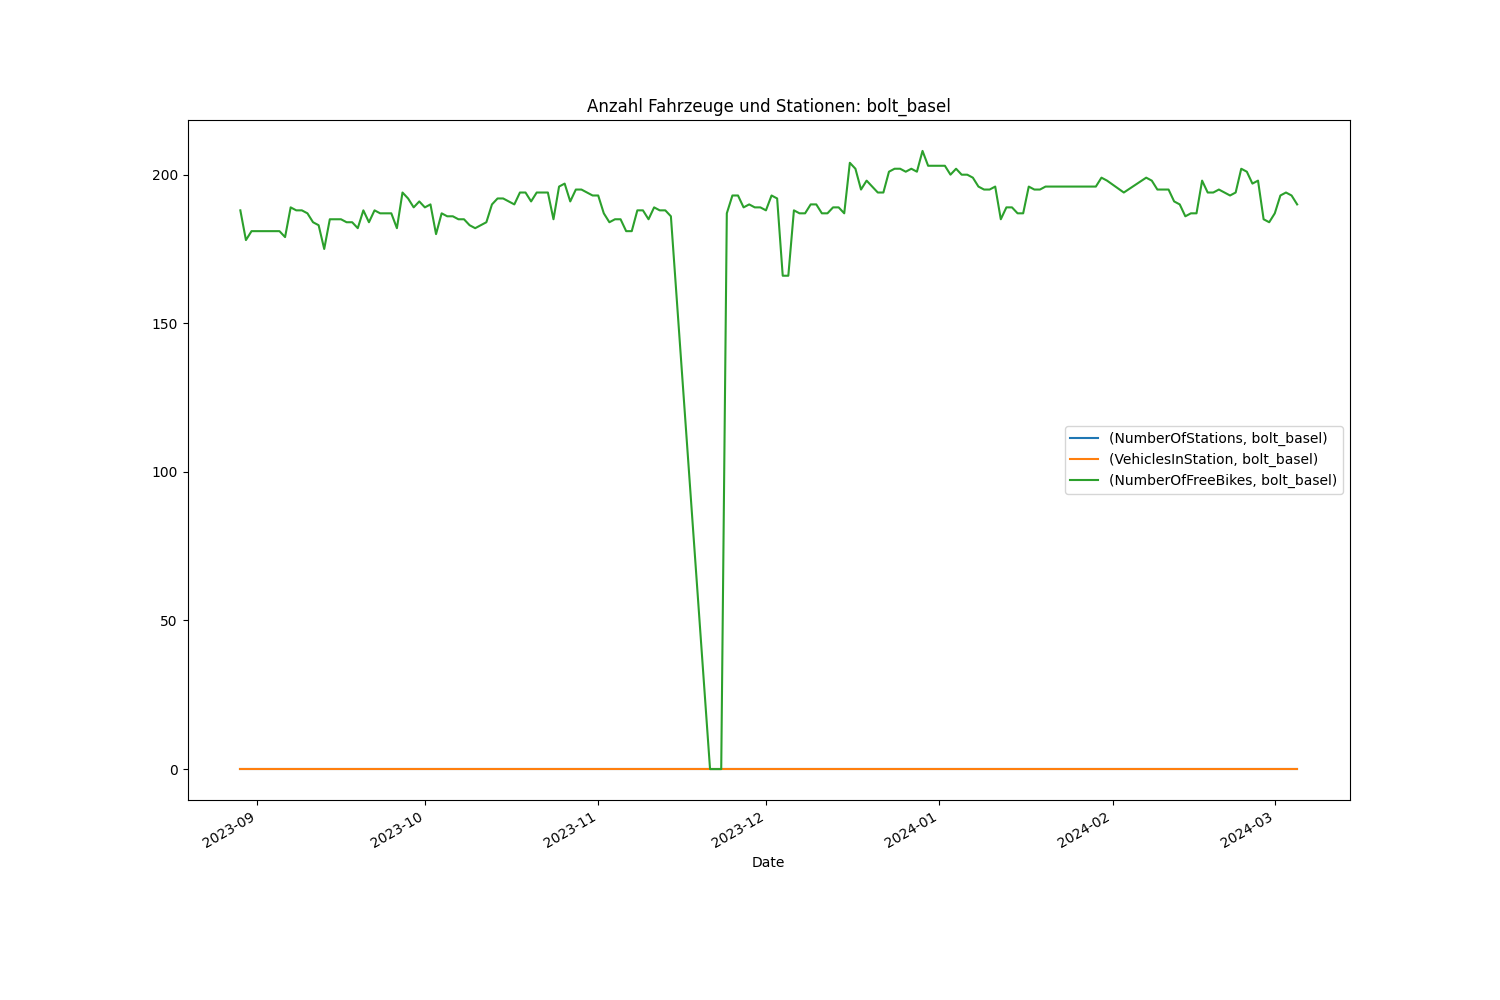 Anzahl Fahrzeuge und Stationen: bolt_basel
200
150
100
50
0
(NumberOfStations, bolt_basel)
(VehiclesInStation, bolt_basel)
(NumberOfFreeBikes, bolt_basel)
2023-09
2023-10
2023-11
2023-12
2024-01
2024-02
2024-03
Date